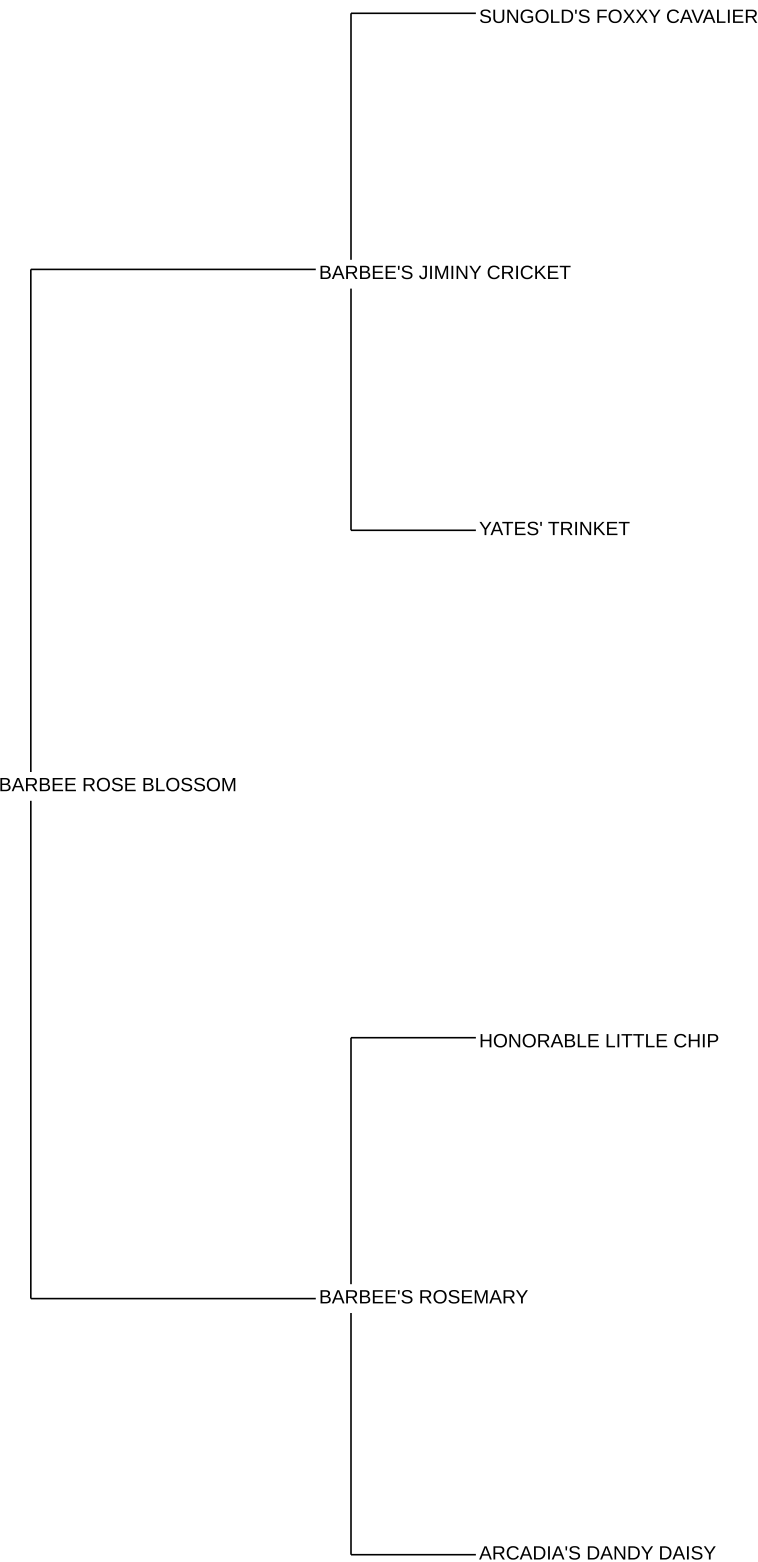 SUNGOLD'S FOXXY CAVALIER
BARBEE'S JIMINY CRICKET
YATES' TRINKET
BARBEE ROSE BLOSSOM
HONORABLE LITTLE CHIP
BARBEE'S ROSEMARY
ARCADIA'S DANDY DAISY